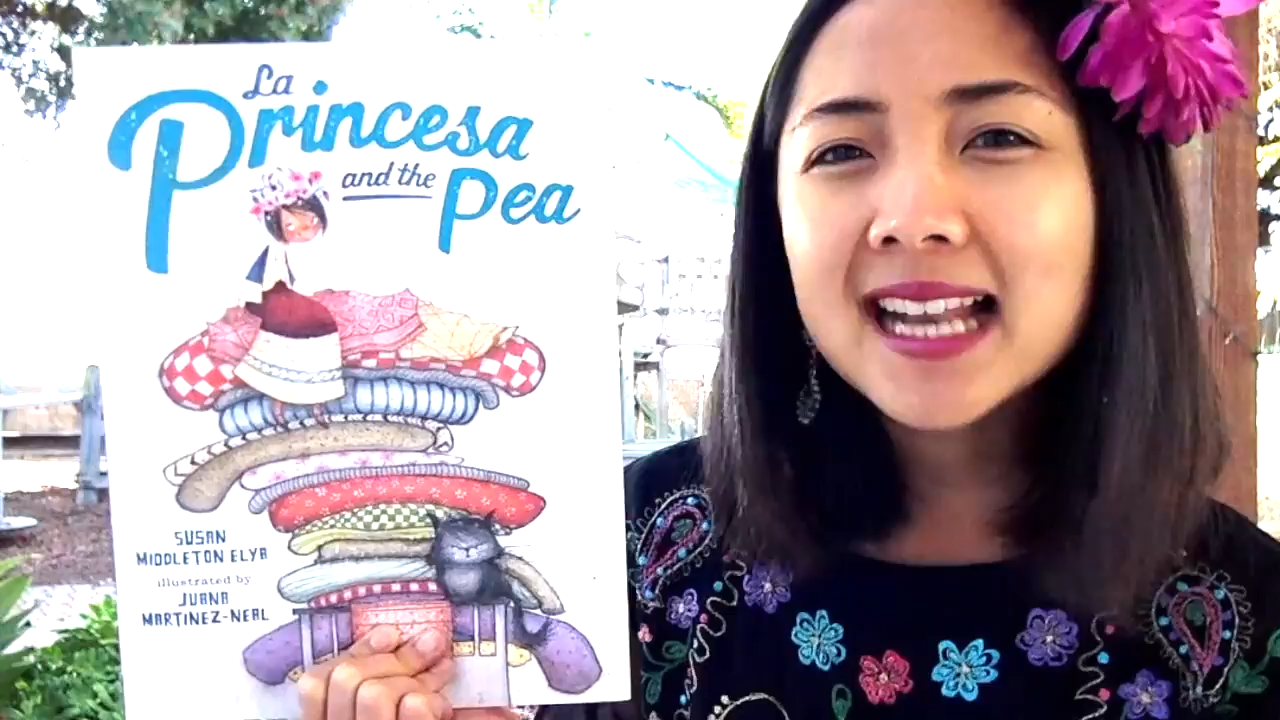 La
Princesa
and the
Pea
SUSAN
MIDDLETON ELYA
illustrated by
JUANA
MARTINEZ-NEAL